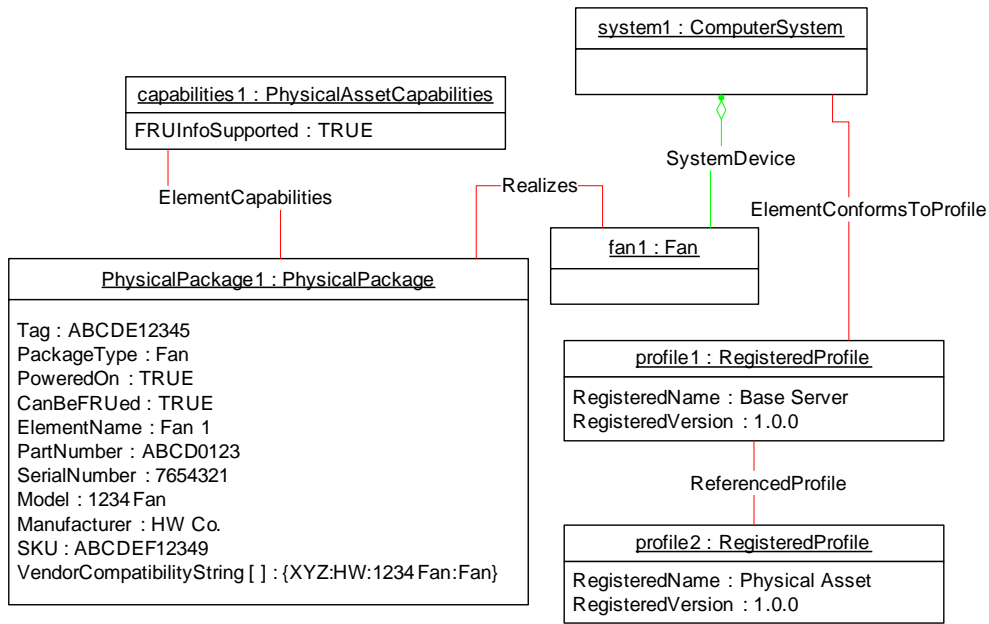 system1 : ComputerSystem
capabilities1 : PhysicalAssetCapabilities
FRUInfoSupported : TRUE
SystemDevice
Realizes
ElementCapabilities
ElementConformsToProfile
fan1 : Fan
PhysicalPackage1 : PhysicalPackage
Tag : ABCDE12345
PackageType : Fan
PoweredOn : TRUE
CanBeFRUed : TRUE
ElementName : Fan 1
PartNumber : ABCD0123
SerialNumber : 7654321
Model : 1234 Fan
Manufacturer : HW Co.
SKU : ABCDEF12349
VendorCompatibilityString [ ] : {XYZ:HW:1234 Fan:Fan}
profile1 : RegisteredProfile
RegisteredName : Base Server
RegisteredVersion : 1.0.0
ReferencedProfile
profile2 : RegisteredProfile
RegisteredName : Physical Asset
RegisteredVersion : 1.0.0